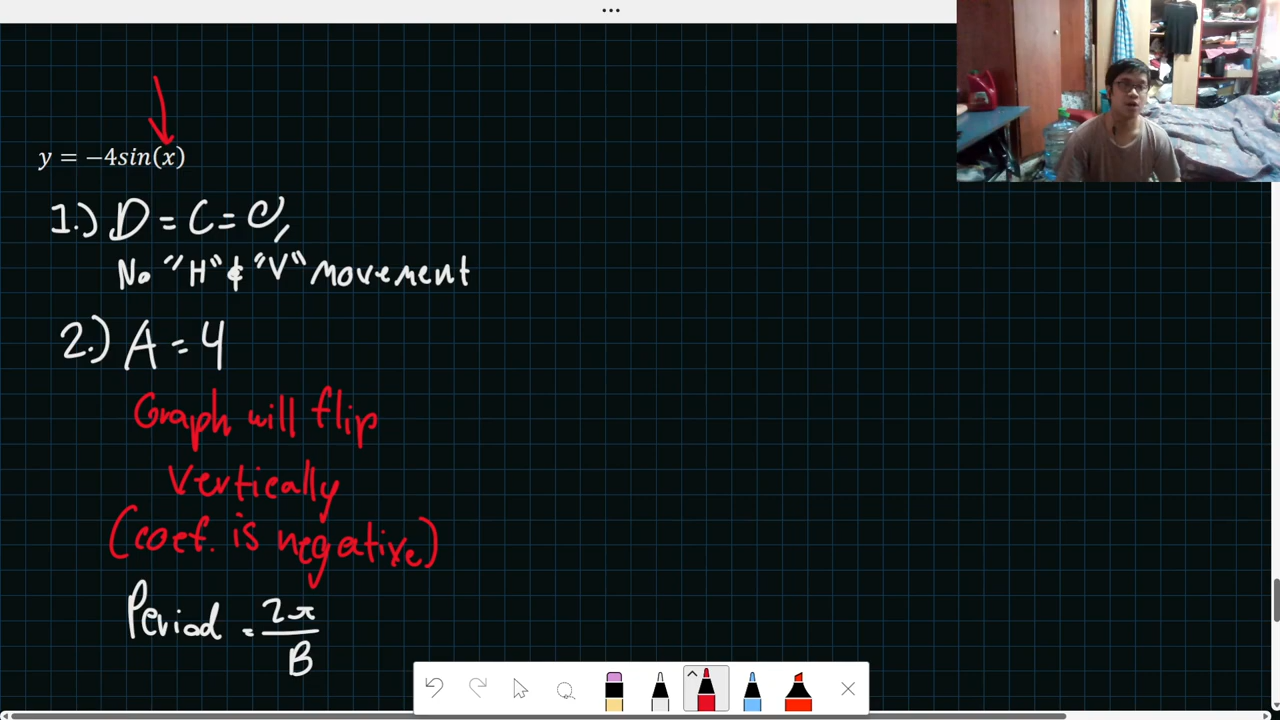 y = −4sin(x)
1.) D = C = 0,
No "H" & "V" movement
2.) A = 4
Graph will flip
Vertically
(coef. is negative)
Period = 2π
B